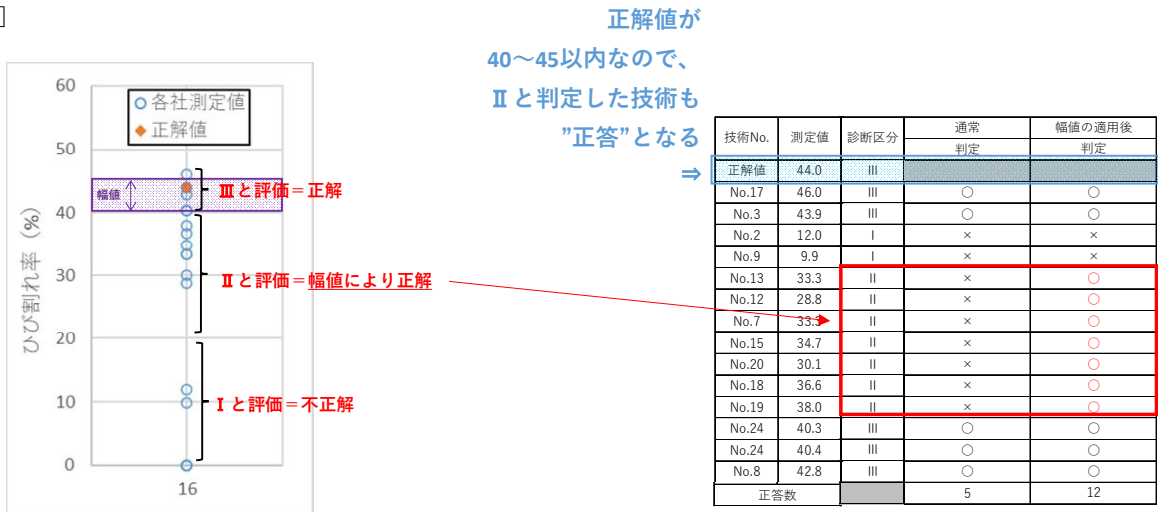 正解値が
40～45以内なので、
Ⅱと判定した技術も
”正答”となる
⇒
60
50
40
30
20
10
0
16
ひび割れ率（%）
各社測定値
正解値
幅値
Ⅲと評価＝正解
Ⅱと評価＝幅値により正解
Ⅰと評価＝不正解
技術No. 測定値 診断区分 通常 幅値の適用後
判定 判定
正解値 44.0 III
No.17 46.0 III ○ ○
No.3 43.9 III ○ ○
No.2 12.0 I × ×
No.9 9.9 I × ×
No.13 33.3 II × ○
No.12 28.8 II × ○
No.7 33.3 II × ○
No.15 34.7 II × ○
No.20 30.1 II × ○
No.18 36.6 II × ○
No.19 38.0 II × ○
No.24 40.3 III ○ ○
No.24 40.4 III ○ ○
No.8 42.8 III ○ ○
正答数 5 12